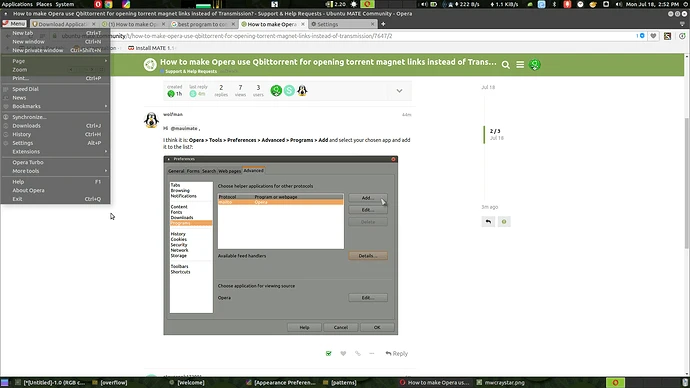 Applications Places System
2.20
222 B/s
1.1 KiB/s
Mon Jul 18, 2:52 PM
How to make Opera use Qbittorrent for opening torrent magnet links instead of Transmission? - Support & Help Requests - Ubuntu MATE Community - Opera
Menu
Download Applicat
(1) How to make O
best program to co
How to make Opera
Settings
/t/how-to-make-opera-use-qbittorrent-for-opening-torrent-magnet-links-instead-of-transmission/7647/2
Install MATE 1.
New tab Ctrl+T
New window Ctrl+N
New private window Ctrl+Shift+N
Page
Zoom
Print... Ctrl+P
Speed Dial
News
Bookmarks
Synchronize...
Downloads Ctrl+J
History Ctrl+H
Settings Alt+P
Extensions
Opera Turbo
More tools
Help F1
About Opera
Exit Ctrl+Q
How to make Opera use Qbittorrent for opening torrent magnet links instead of Trans...
Support & Help Requests
created
1h
last reply
2
replies
7
views
3
users
wolfman
44m
Hi @maximate ,
I think it is: Opera > Tools > Preferences > Advanced > Programs > Add and select your chosen app and add
it to the list?:
Preferences
General Forms Search Web pages Advanced
Tabs
Browsing
Notifications
Content
Fonts
Downloads
Programs
History
Cookies
Security
Network
Storage
Toolbars
Shortcuts
Choose helper applications for other protocols
Protocol Program or webpage
Opera
Add...
Edit...
Delete
Available feed handlers
Details...
Choose application for viewing source
Opera
Edit...
Help
Cancel
OK
Reply
Jul 18
2 / 3
Jul 18
3m ago
[*[Untitled]-1.0 (RGB c...
[overflow]
[Welcome]
[Appearance Preferen...
[patterns]
How to make Opera us...
mwcraystar.png